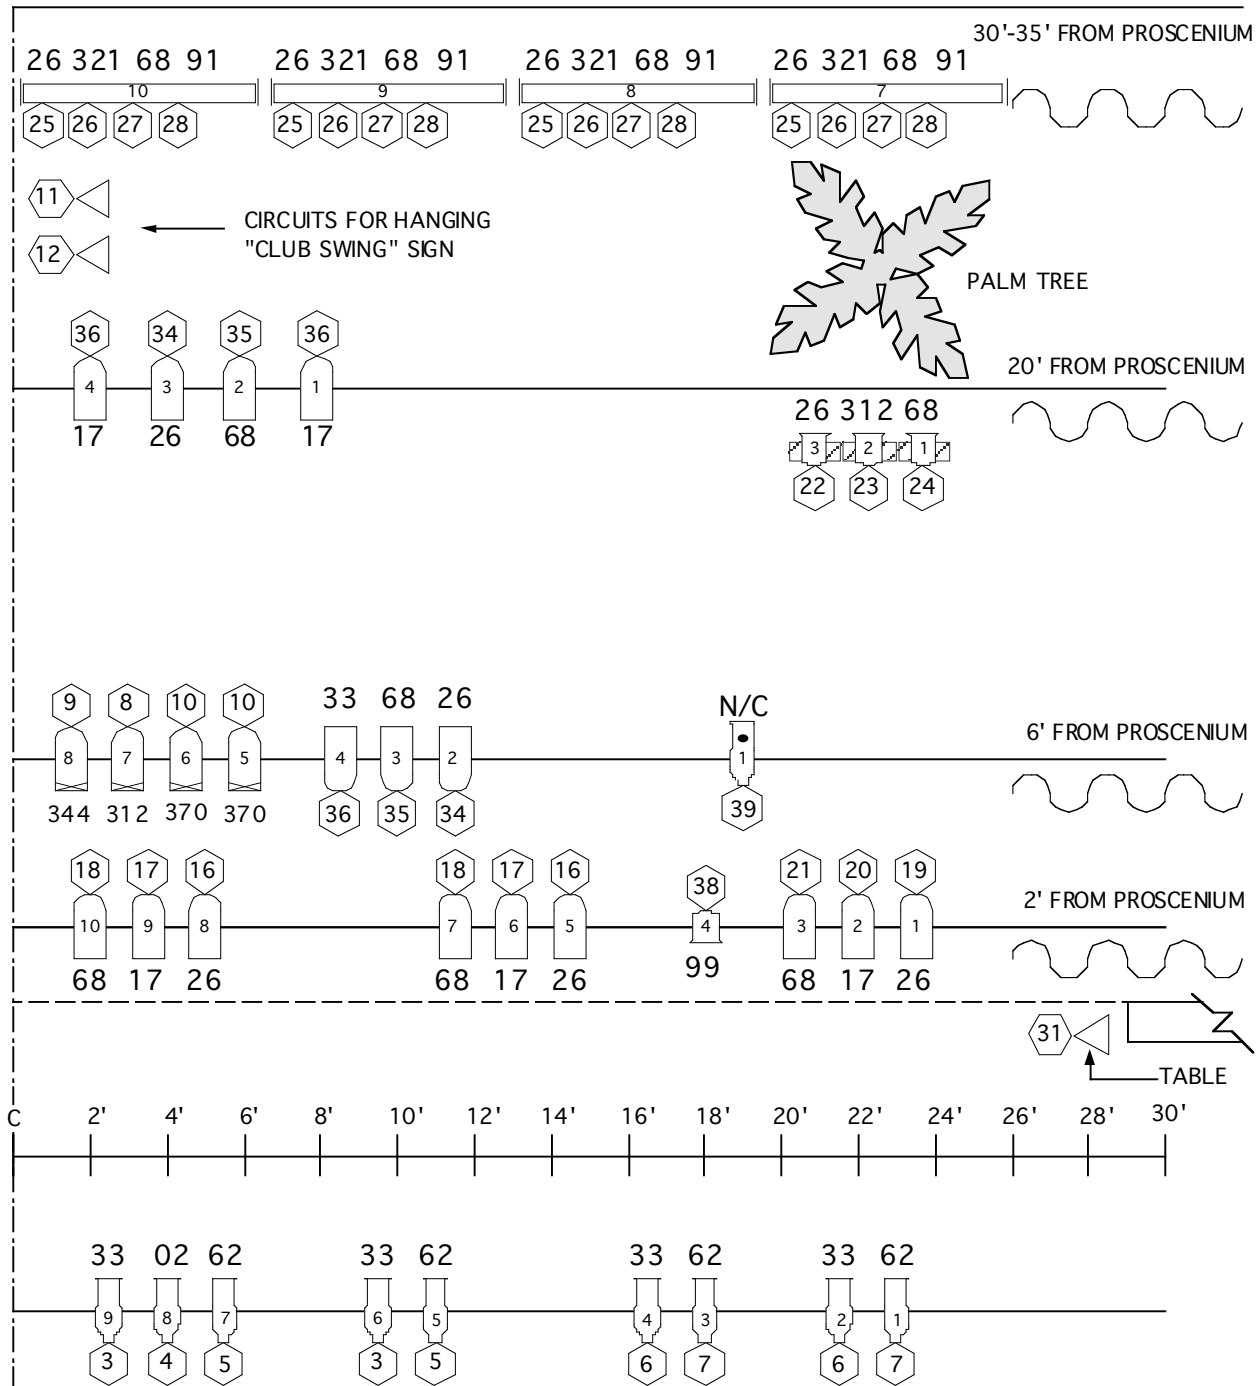 30'-35' FROM PROSCENIUM
26 321 68 91 26 321 68 91 26 321 68 91 26 321 68 91
10 9 8 7
25 26 27 28 25 26 27 28 25 26 27 28 25 26 27 28
11
CIRCUITS FOR HANGING
"CLUB SWING" SIGN
12
PALM TREE
36 34 35 36
20' FROM PROSCENIUM
4 3 2 1
17 26 68 17
26 312 68
3 2 1
22 23 24
9 8 10 10
33 68 26
N/C
6' FROM PROSCENIUM
8 7 6 5 4 3 2 1
344 312 370 370
36 35 34
39
18 17 16 18 17 16 38 21 20 19
2' FROM PROSCENIUM
10 9 8 7 6 5 4 3 2 1
68 17 26 68 17 26 99 68 17 26
31
TABLE
C 2' 4' 6' 8' 10' 12' 14' 16' 18' 20' 22' 24' 26' 28' 30'
33 02 62 33 62 33 62 33 62
9 8 7 6 5 4 3 2 1
3 4 5 3 5 6 7 6 7